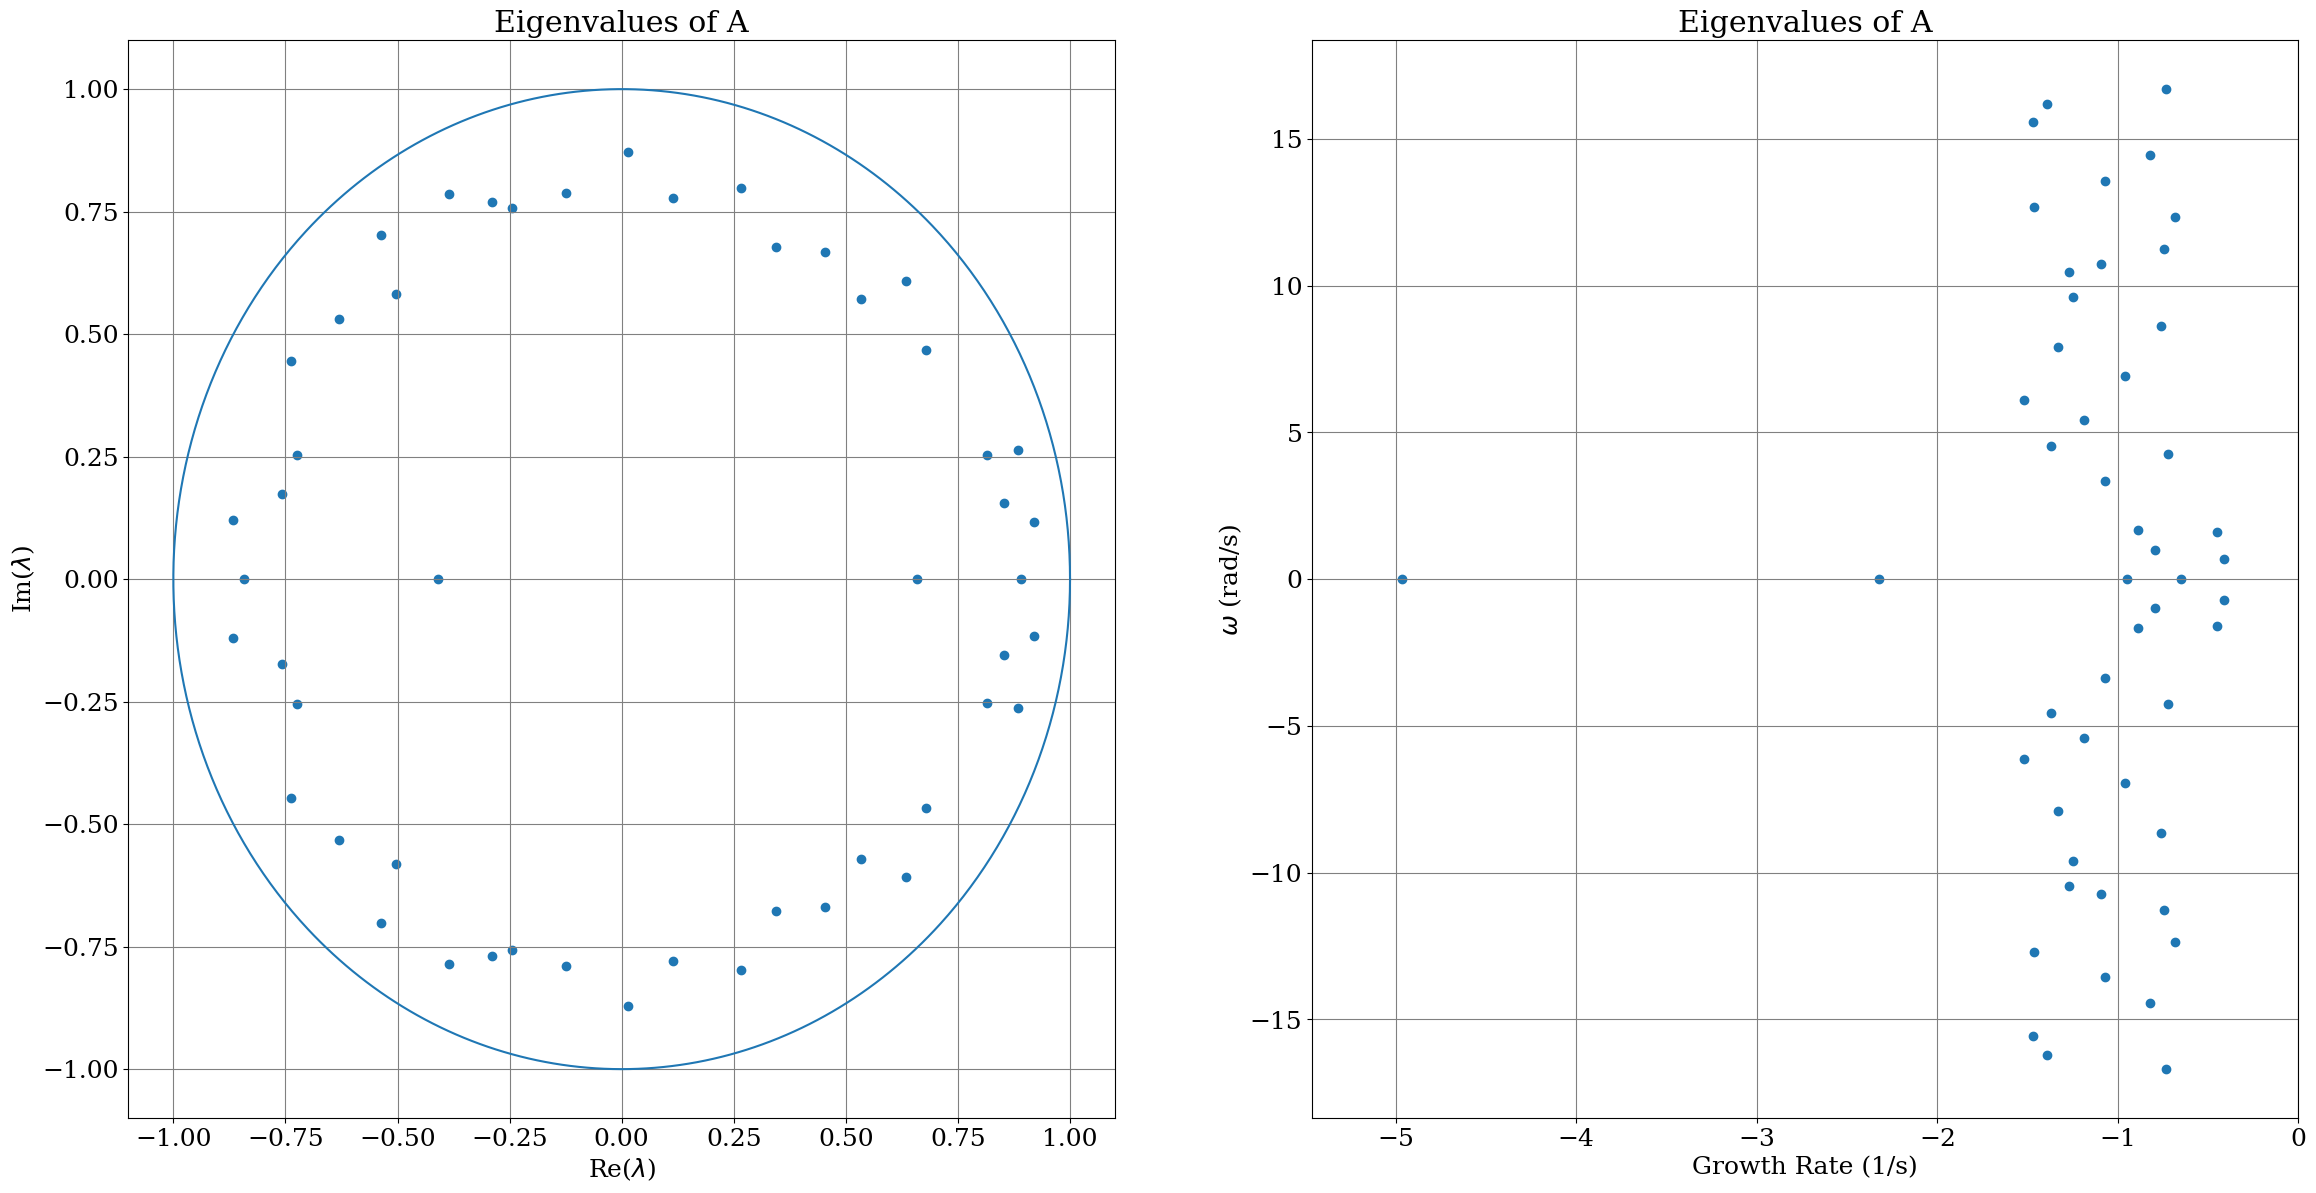 Eigenvalues of A
1.00
0.75
0.50
0.25
0.00
−0.25
−0.50
−0.75
−1.00
Im(λ)
−1.00 −0.75 −0.50 −0.25 0.00 0.25 0.50 0.75 1.00
Re(λ)
Eigenvalues of A
15
10
5
0
−5
−10
−15
ω (rad/s)
−5 −4 −3 −2 −1 0
Growth Rate (1/s)